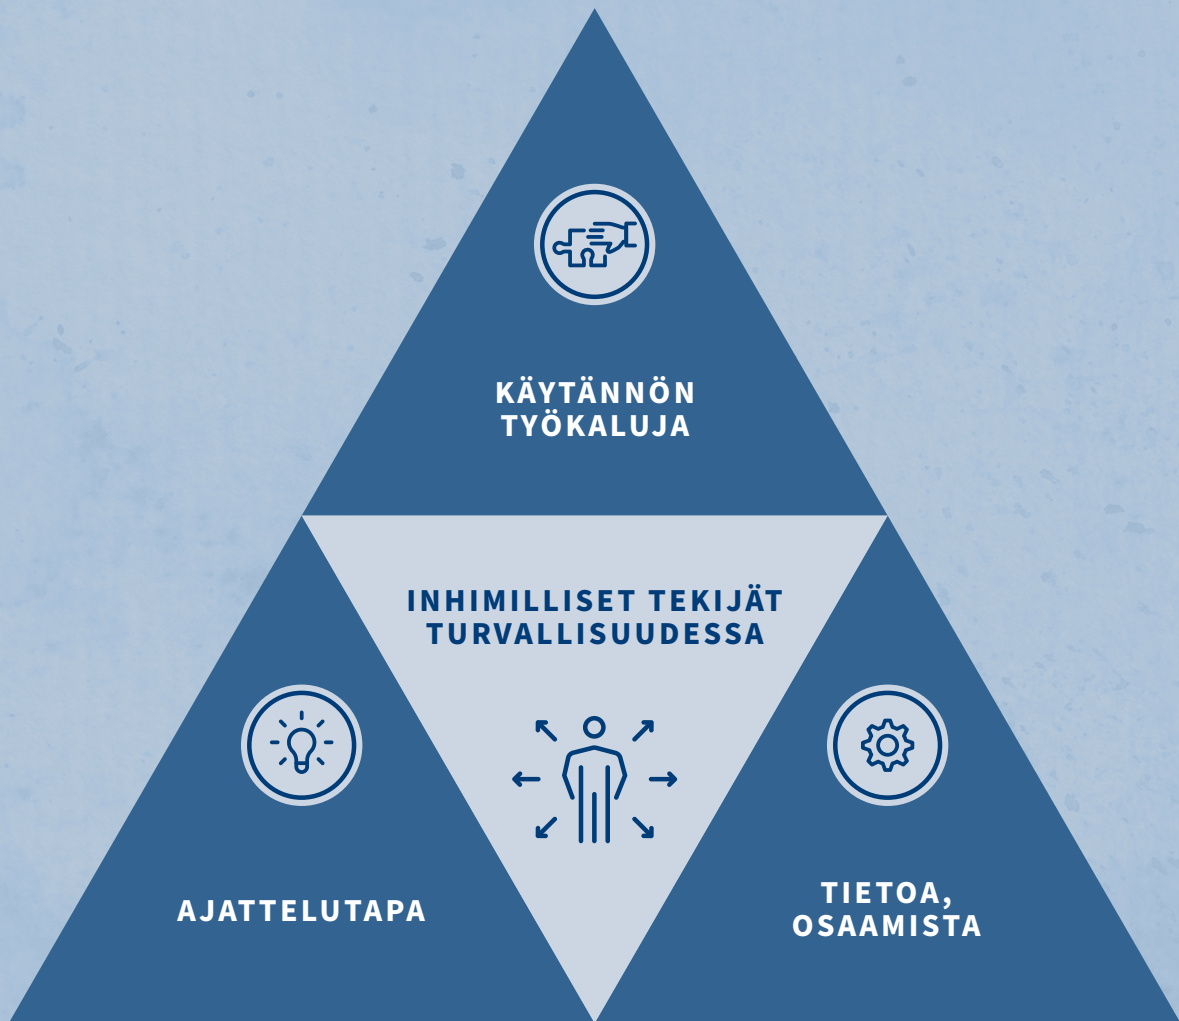 KÄYTÄNNÖN
TYÖKALUJA
INHIMILLISET TEKIJÄT
TURVALLISUUDESSA
AJATTELUTAPA
TIETOA,
OSAAMISTA